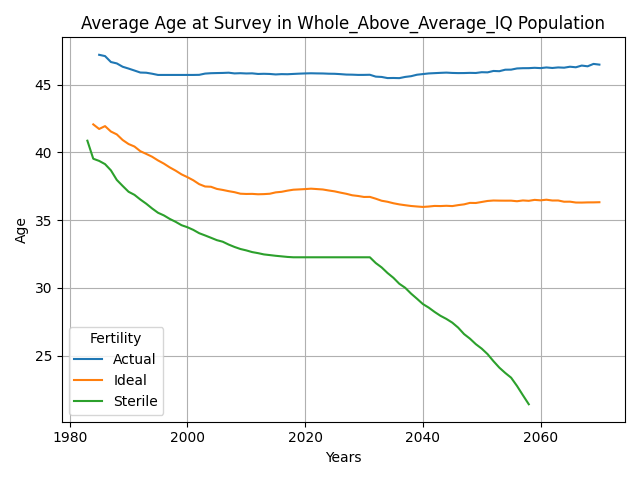 Average Age at Survey in Whole_Above_Average_IQ Population
Age
45
40
35
30
25
Fertility
Actual
Ideal
Sterile
1980
2000
2020
2040
2060
Years